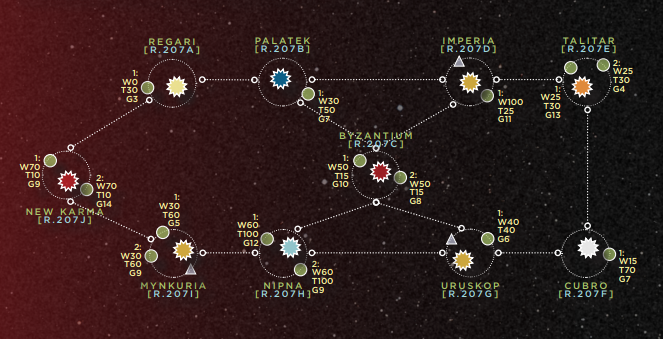 REGARI
[R.207A]
1:
W0
T30
G3
PALATEK
[R.207B]
1:
W30
T50
G7
IMPERIA
[R.207D]
1:
W100
T25
G11
TALITAR
[R.207E]
1:
W25
T30
G13
2:
W25
T30
G4
BYZANTIUM
[R.207C]
1:
W50
T15
G10
2:
W50
T15
G8
1:
W70
T10
G9
2:
W70
T10
G14
NEW KARMA
[R.207J]
1:
W30
T60
G5
2:
W30
T60
G9
MYNKURIA
[R.207I]
1:
W60
T100
G12
2:
W60
T100
G9
NIPNA
[R.207H]
1:
W40
T40
G6
URUSKOP
[R.207G]
1:
W15
T70
G7
CUBRO
[R.207F]